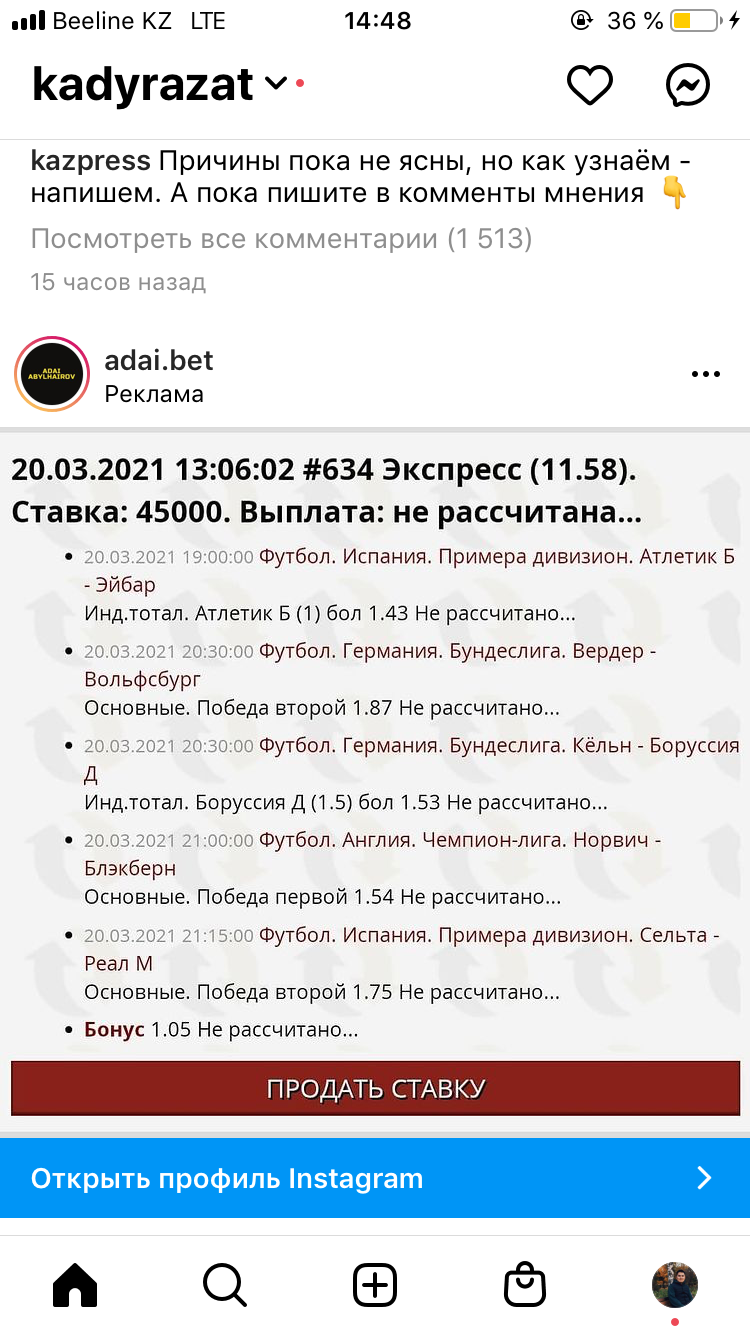 Beeline KZ LTE 14:48 36 %
kadyrazat
kazpress Причины пока не ясны, но как узнаём -
напишем. А пока пишите в комменты мнения 👇
Посмотреть все комментарии (1 513)
15 часов назад
ADAI
ABYLHAIROV
adai.bet
Реклама
20.03.2021 13:06:02 #634 Экспресс (11.58).
Ставка: 45000. Выплата: не рассчитана...
20.03.2021 19:00:00 Футбол. Испания. Примера дивизион. Атлетик Б
- Эйбар
Инд.тотал. Атлетик Б (1) бол 1.43 Не рассчитано...
20.03.2021 20:30:00 Футбол. Германия. Бундеслига. Вердер -
Вольфсбург
Основные. Победа второй 1.87 Не рассчитано...
20.03.2021 20:30:00 Футбол. Германия. Бундеслига. Кёльн - Боруссия
Д
Инд.тотал. Боруссия Д (1.5) бол 1.53 Не рассчитано...
20.03.2021 21:00:00 Футбол. Англия. Чемпион-лига. Норвич -
Блэкберн
Основные. Победа первой 1.54 Не рассчитано...
20.03.2021 21:15:00 Футбол. Испания. Примера дивизион. Сельта -
Реал М
Основные. Победа второй 1.75 Не рассчитано...
Бонус 1.05 Не рассчитано...
ПРОДАТЬ СТАВКУ
Открыть профиль Instagram